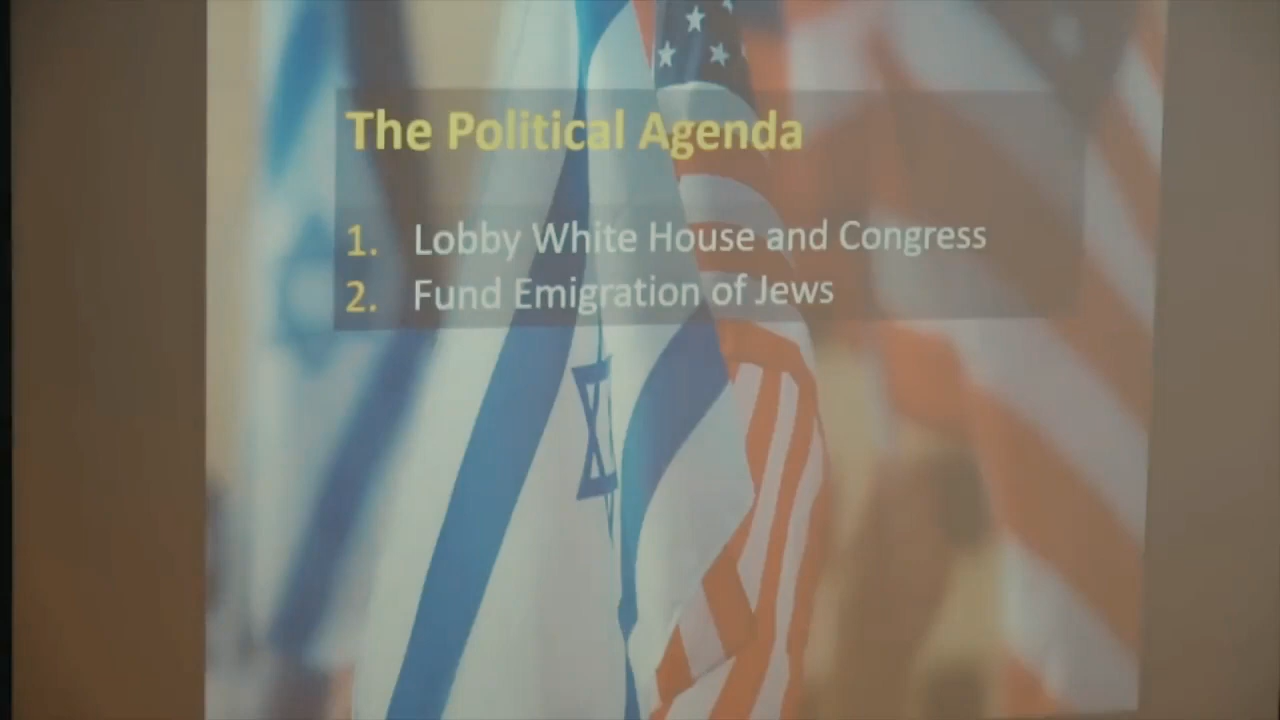 The Political Agenda
1. Lobby White House and Congress
2. Fund Emigration of Jews